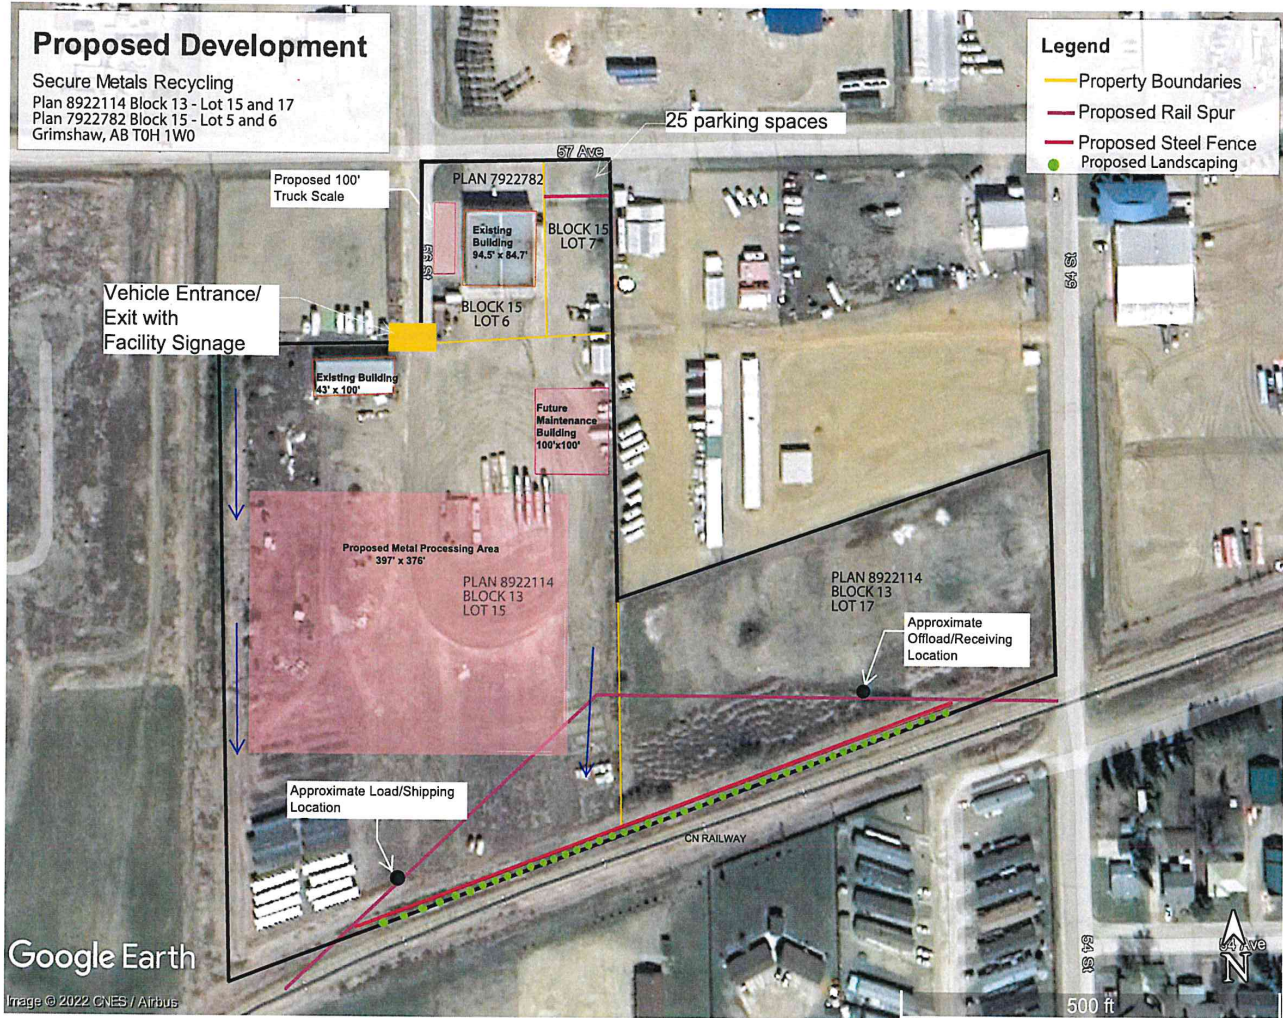 Proposed Development
Secure Metals Recycling
Plan 8922114 Block 13 - Lot 15 and 17
Plan 7922782 Block 15 - Lot 5 and 6
Grimshaw, AB T0H 1W0
Legend
Property Boundaries
Proposed Rail Spur
Proposed Steel Fence
Proposed Landscaping
25 parking spaces
57 Ave
Proposed 100'
Truck Scale
PLAN 7922782
Existing
Building
94.5' x 84.7'
BLOCK 15
LOT 7
56 St
54 St
Vehicle Entrance/
Exit with
Facility Signage
BLOCK 15
LOT 6
Existing Building
43' x 100'
Future
Maintenance
Building
100'x100'
Proposed Metal Processing Area
397' x 376'
PLAN 8922114
BLOCK 13
LOT 15
PLAN 8922114
BLOCK 13
LOT 17
Approximate
Offload/Receiving
Location
Approximate Load/Shipping
Location
CN RAILWAY
54 Ave
54 St
N
Google Earth
Image © 2022 CNES / Airbus
500 ft